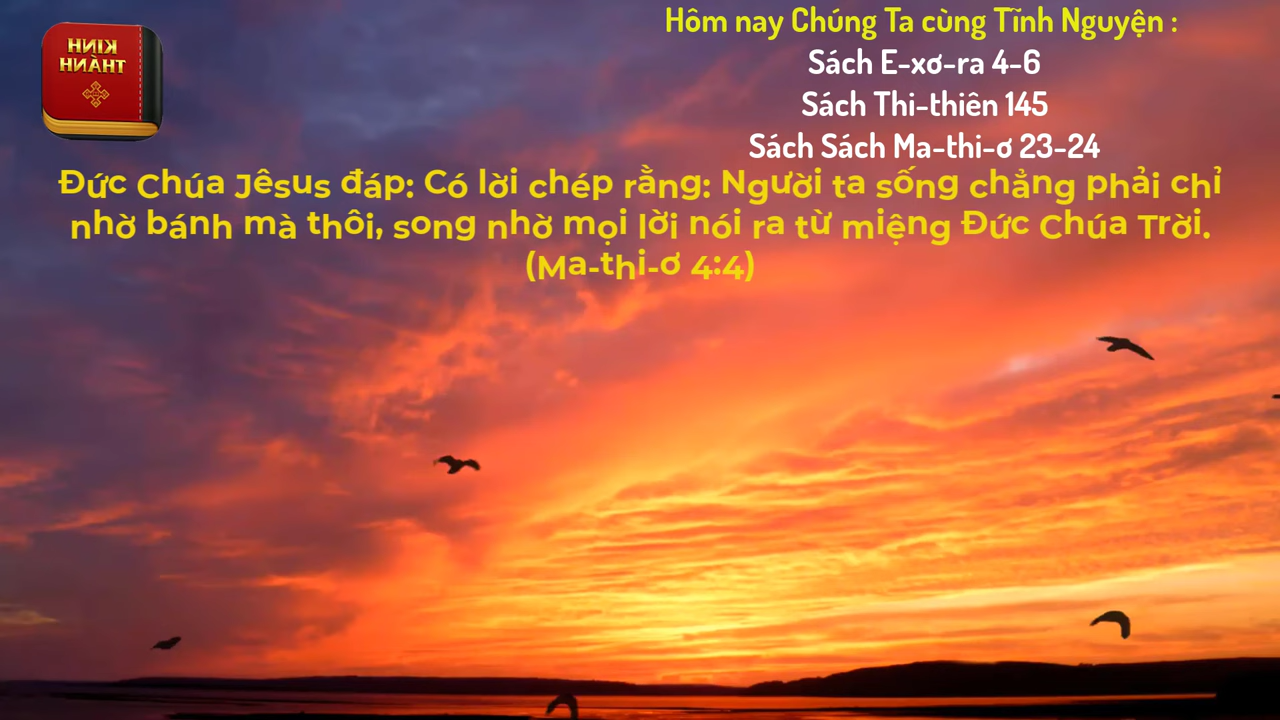 KINH
THÁNH
Hôm nay Chúng Ta cùng Tĩnh Nguyện :
Sách E-xơ-ra 4-6
Sách Thi-thiên 145
Sách Sách Ma-thi-ơ 23-24
Đức Chúa Jêsus đáp: Có lời chép rằng: Người ta sống chẳng phải chỉ
nhờ bánh mà thôi, song nhờ mọi lời nói ra từ miệng Đức Chúa Trời.
(Ma-thi-ơ 4:4)